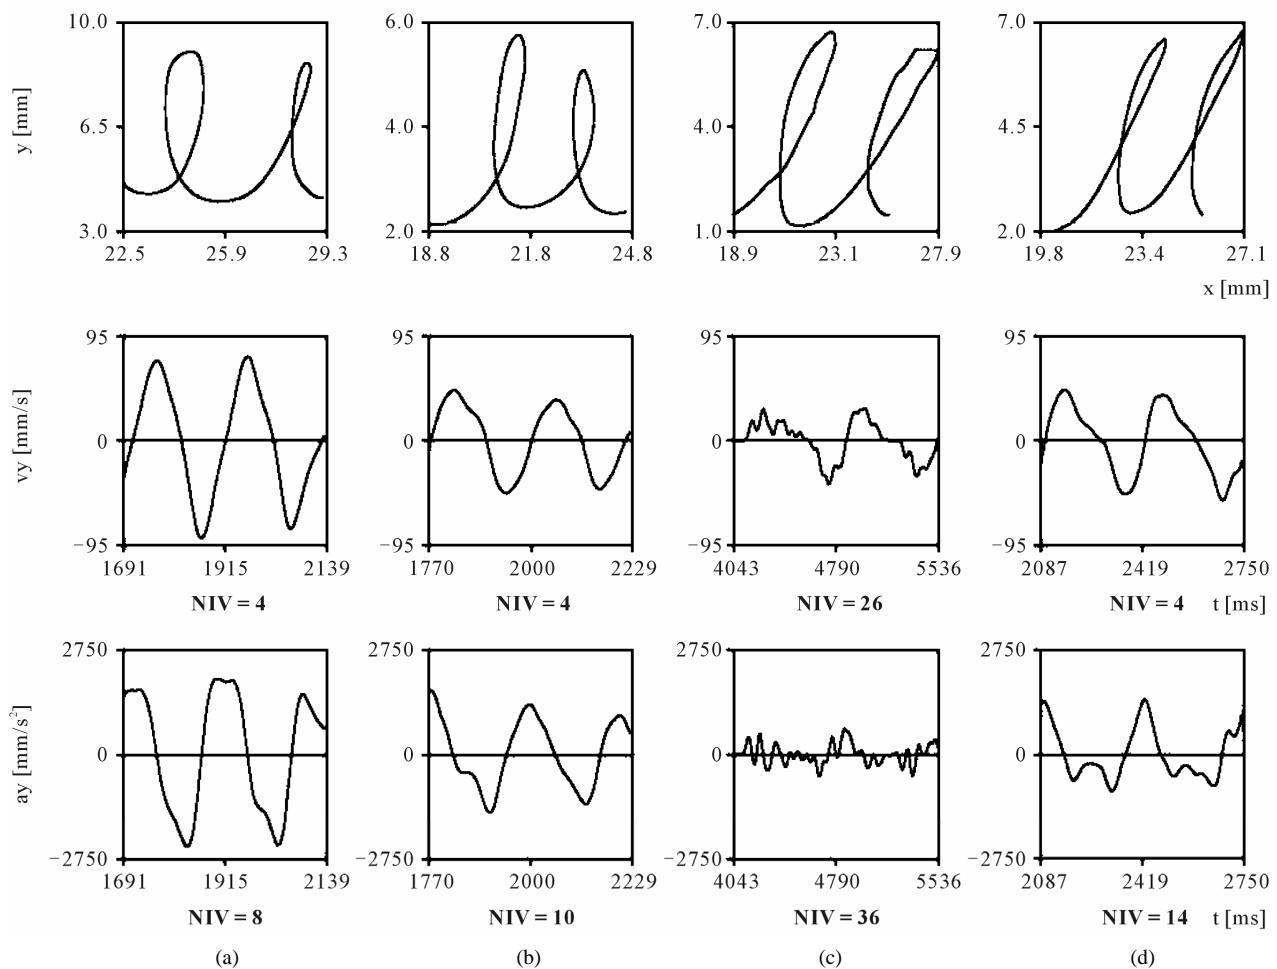 10.0 6.0 7.0 7.0
y [mm] 6.5 4.0 4.0 4.5
3.0 2.0 1.0 2.0
22.5 25.9 29.3 18.8 21.8 24.8 18.9 23.1 27.9 19.8 23.4 27.1
x [mm]
95 95 95 95
vy [mm/s] 0 0 0 0
−95 −95 −95 −95
1691 1915 2139 1770 2000 2229 4043 4790 5536 2087 2419 2750
NIV = 4 NIV = 4 NIV = 26 NIV = 4 t [ms]
2750 2750 2750 2750
ay [mm/s²] 0 0 0 0
−2750 −2750 −2750 −2750
1691 1915 2139 1770 2000 2229 4043 4790 5536 2087 2419 2750
NIV = 8 NIV = 10 NIV = 36 NIV = 14 t [ms]
(a) (b) (c) (d)